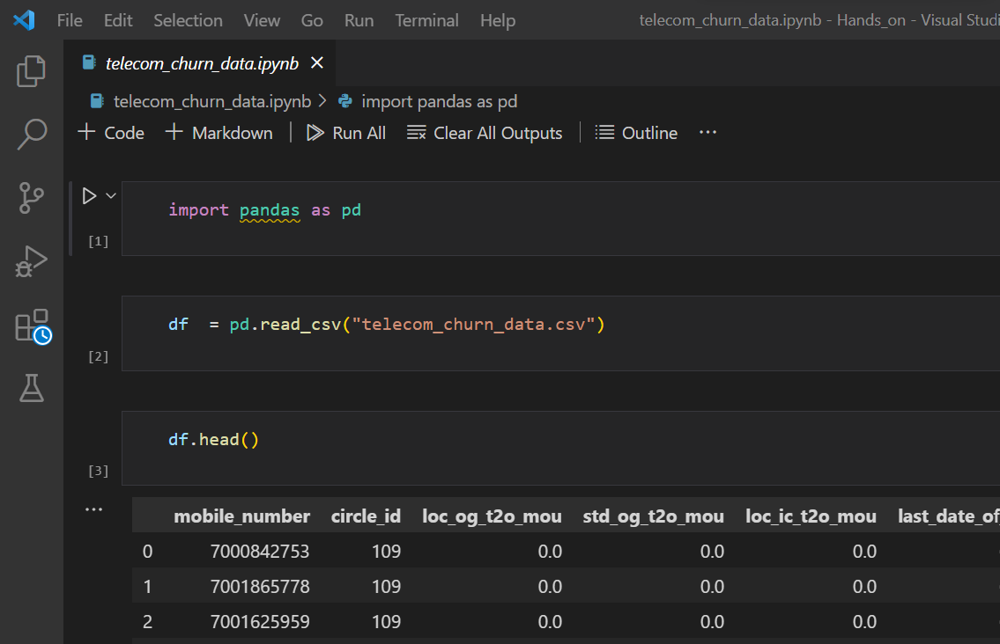 File Edit Selection View Go Run Terminal Help telecom_churn_data.ipynb - Hands_on - Visual Studi
telecom_churn_data.ipynb
telecom_churn_data.ipynb > import pandas as pd
+ Code + Markdown Run All Clear All Outputs Outline ...
import pandas as pd
[1]
df  = pd.read_csv("telecom_churn_data.csv")
[2]
df.head()
[3]
...
mobile_number circle_id loc_og_t2o_mou std_og_t2o_mou loc_ic_t2o_mou last_date_of_
0 7000842753 109 0.0 0.0 0.0
1 7001865778 109 0.0 0.0 0.0
2 7001625959 109 0.0 0.0 0.0